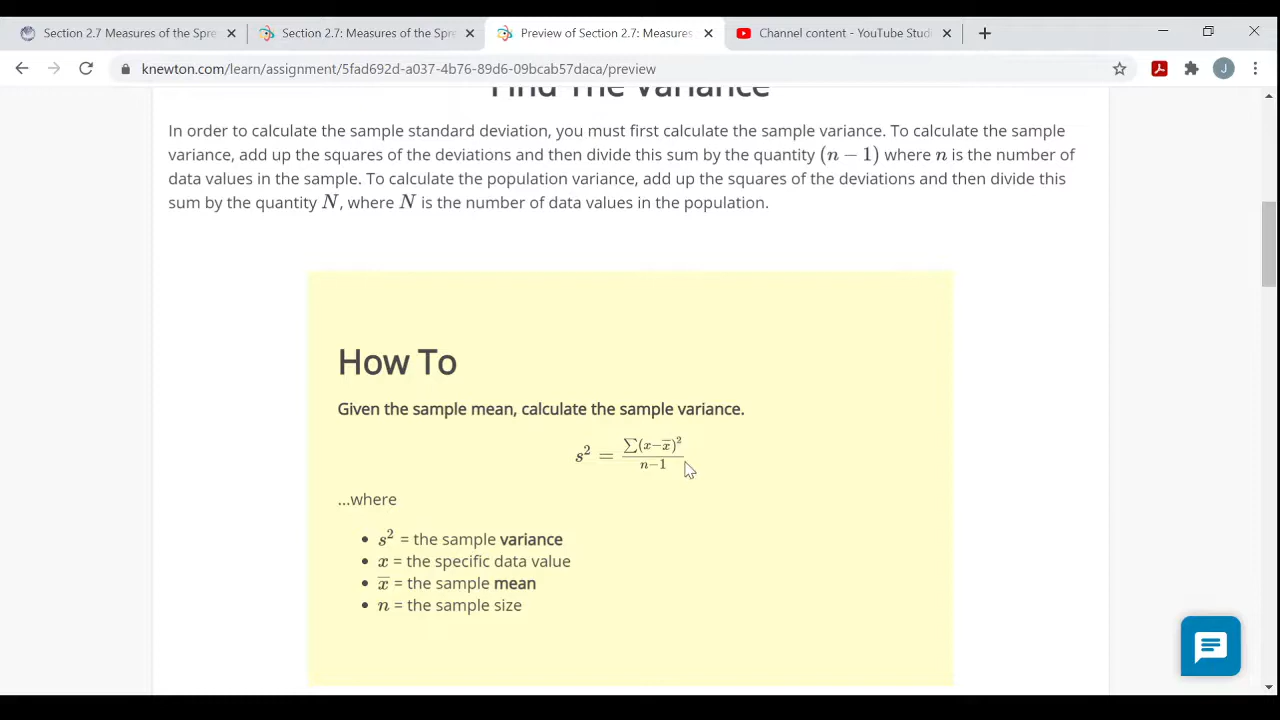 Section 2.7 Measures of the Spre
Section 2.7: Measures of the Spre
Preview of Section 2.7: Measures
Channel content - YouTube Studi
knewton.com/learn/assignment/5fad692d-a037-4b76-89d6-09bcab57daca/preview
J
Find The Variance
In order to calculate the sample standard deviation, you must first calculate the sample variance. To calculate the sample
variance, add up the squares of the deviations and then divide this sum by the quantity (n − 1) where n is the number of
data values in the sample. To calculate the population variance, add up the squares of the deviations and then divide this
sum by the quantity N, where N is the number of data values in the population.
How To
Given the sample mean, calculate the sample variance.
s² = ∑(x−x̅)² / n−1
...where
• s² = the sample variance
• x = the specific data value
• x̅ = the sample mean
• n = the sample size